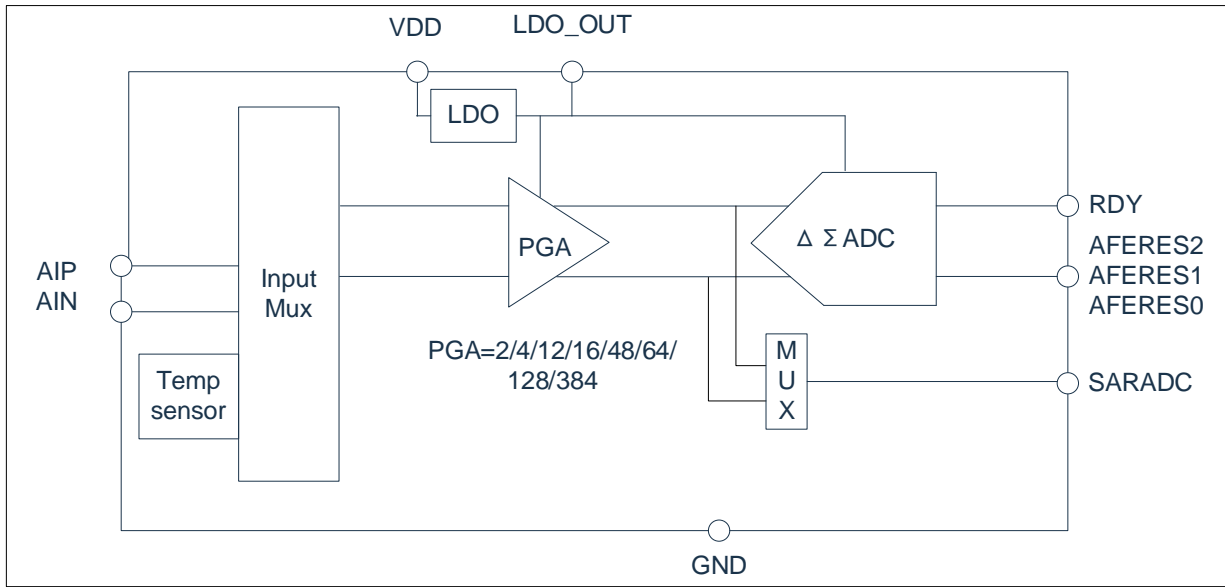 VDD
LDO_OUT
LDO
PGA
Δ Σ ADC
RDY
AFERES2
AFERES1
AFERES0
AIP
AIN
Input
Mux
PGA=2/4/12/16/48/64/
128/384
M
U
X
Temp
sensor
SARADC
GND